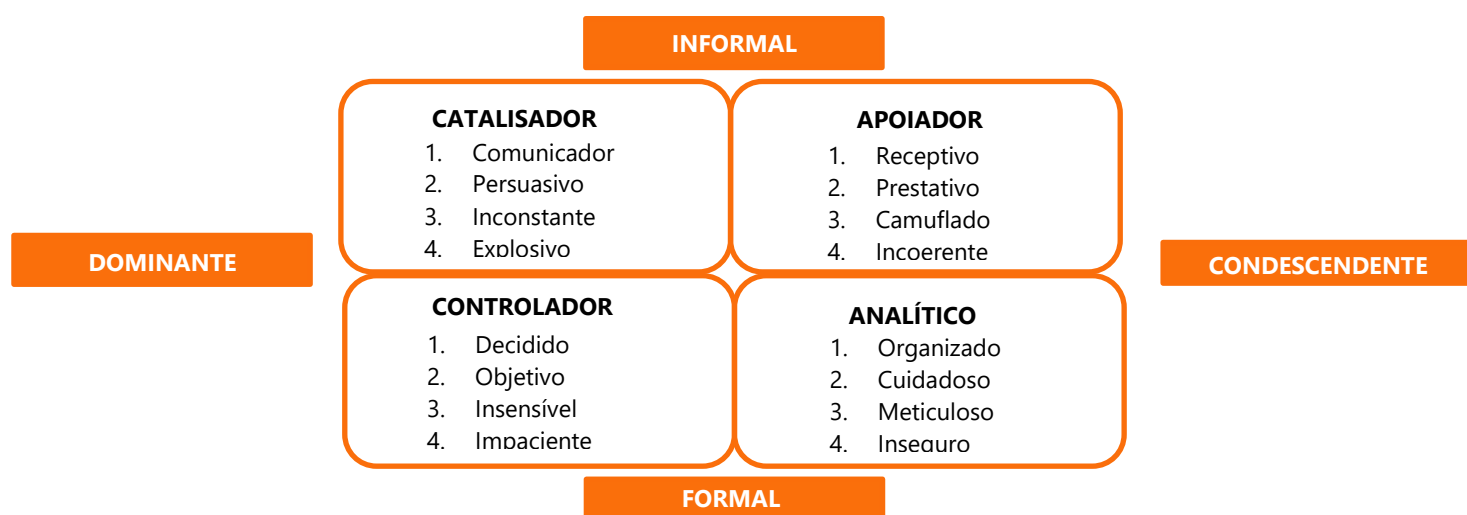 INFORMAL
CATALISADOR
1. Comunicador
2. Persuasivo
3. Inconstante
4. Explosivo
APOIADOR
1. Receptivo
2. Prestativo
3. Camuflado
4. Incoerente
DOMINANTE
CONDESCENDENTE
CONTROLADOR
1. Decidido
2. Objetivo
3. Insensível
4. Impaciente
ANALÍTICO
1. Organizado
2. Cuidadoso
3. Meticuloso
4. Inseguro
FORMAL